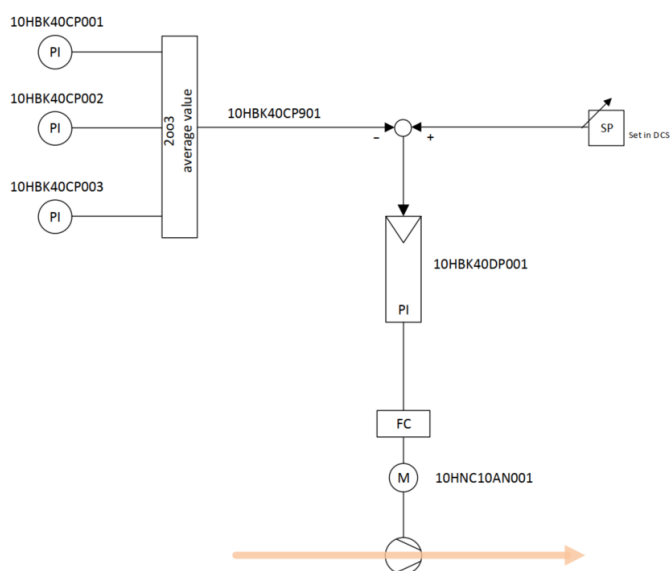 10HBK40CP001
PI
10HBK40CP002
PI
10HBK40CP003
PI
2oo3
average value
10HBK40CP901
−
+
SP
Set in DCS
10HBK40DP001
PI
FC
M
10HNC10AN001